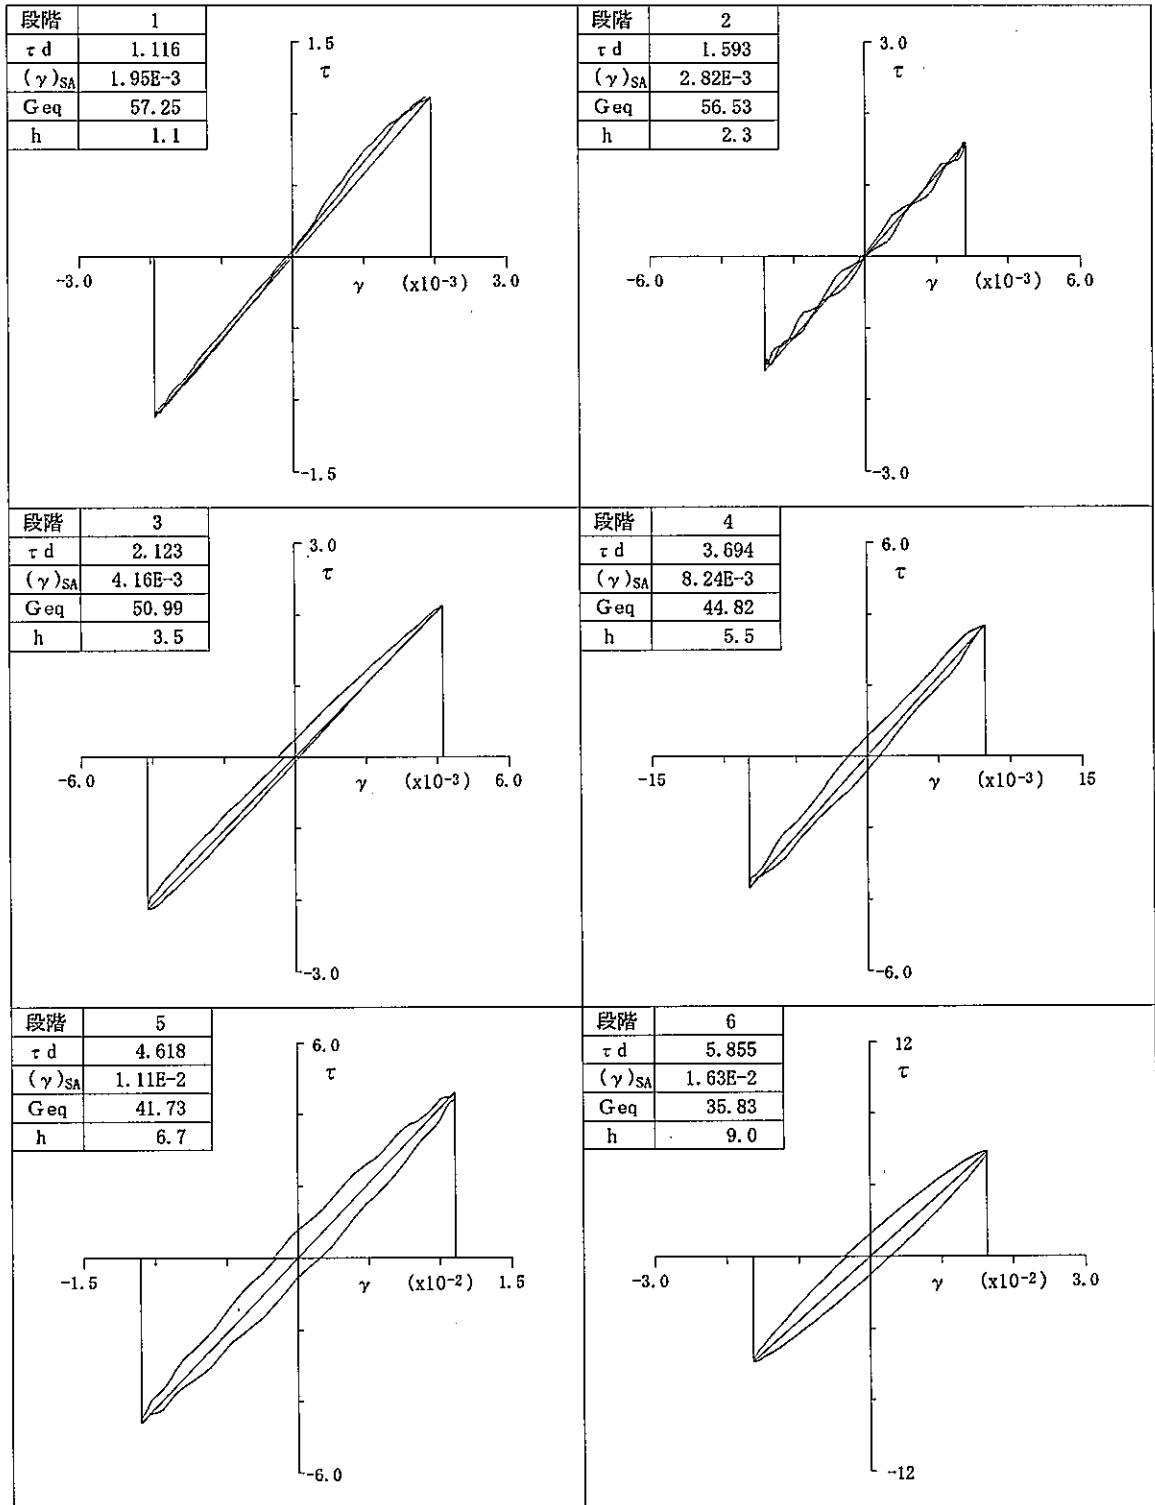 段階 1
τd 1.116
(γ)SA 1.95E-3
Geq 57.25
h 1.1
1.5
τ
-3.0 γ (x10-3) 3.0
-1.5
段階 2
τd 1.593
(γ)SA 2.82E-3
Geq 56.53
h 2.3
3.0
τ
-6.0 γ (x10-3) 6.0
-3.0
段階 3
τd 2.123
(γ)SA 4.16E-3
Geq 50.99
h 3.5
3.0
τ
-6.0 γ (x10-3) 6.0
-3.0
段階 4
τd 3.694
(γ)SA 8.24E-3
Geq 44.82
h 5.5
6.0
τ
-15 γ (x10-3) 15
-6.0
段階 5
τd 4.618
(γ)SA 1.11E-2
Geq 41.73
h 6.7
6.0
τ
-1.5 γ (x10-2) 1.5
-6.0
段階 6
τd 5.855
(γ)SA 1.63E-2
Geq 35.83
h 9.0
12
τ
-3.0 γ (x10-2) 3.0
-12